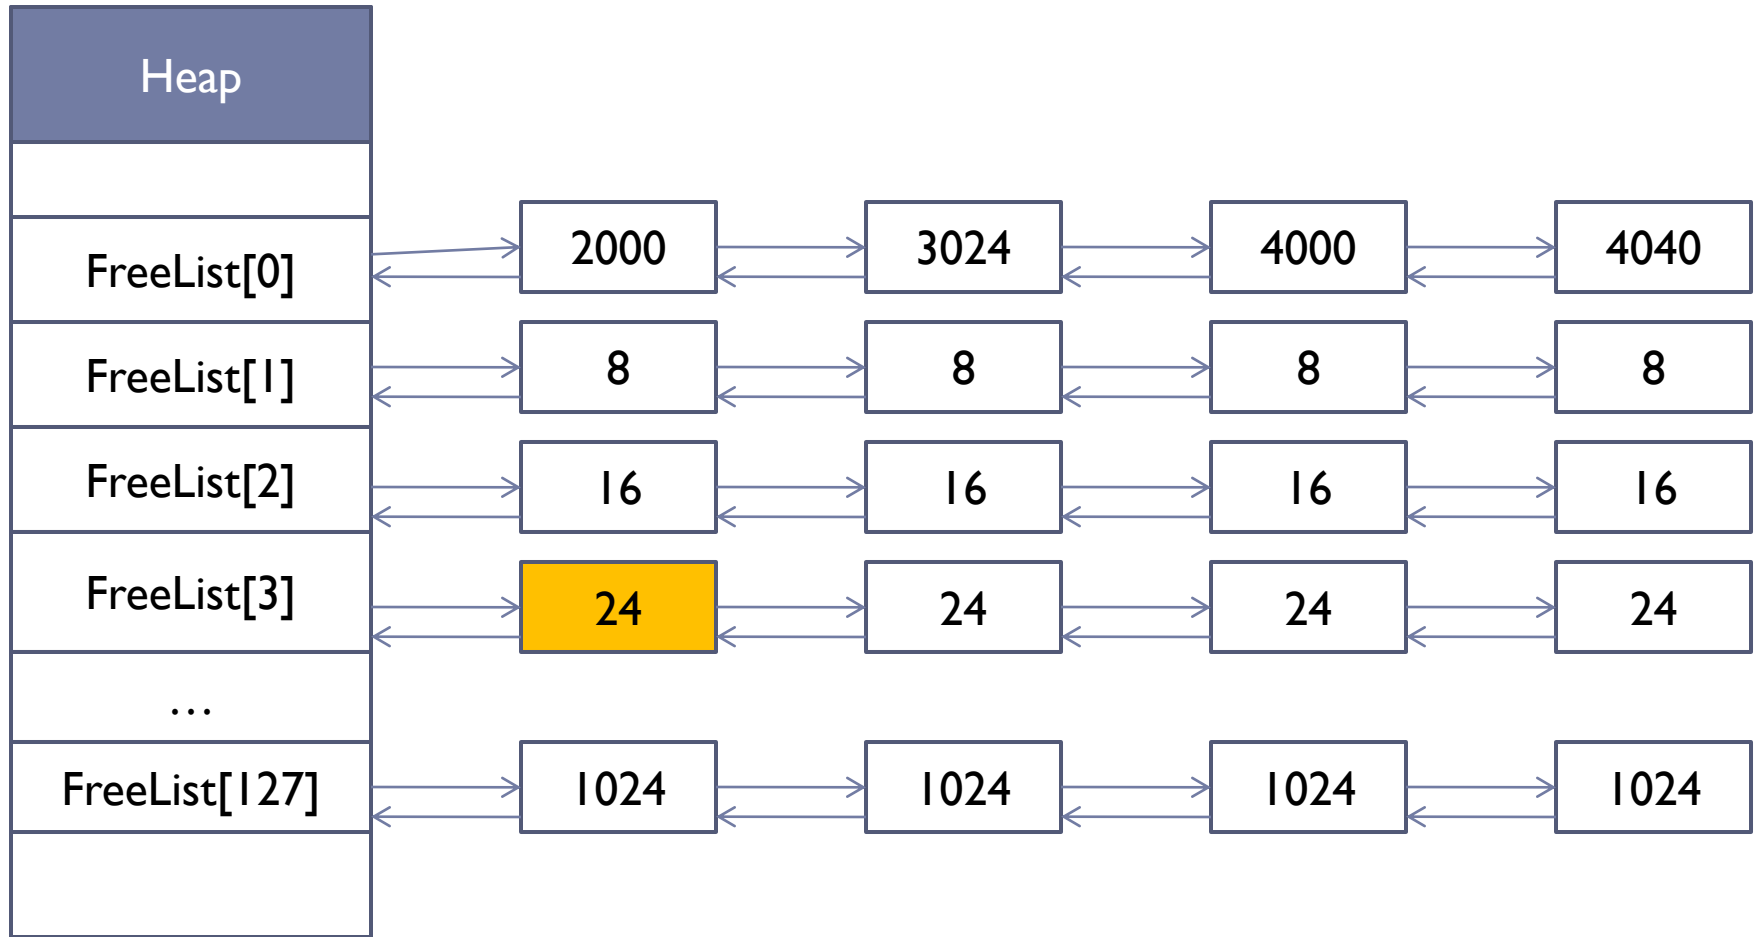 Heap
FreeList[0] 2000 3024 4000 4040
FreeList[1] 8 8 8 8
FreeList[2] 16 16 16 16
FreeList[3] 24 24 24 24
…
FreeList[127] 1024 1024 1024 1024